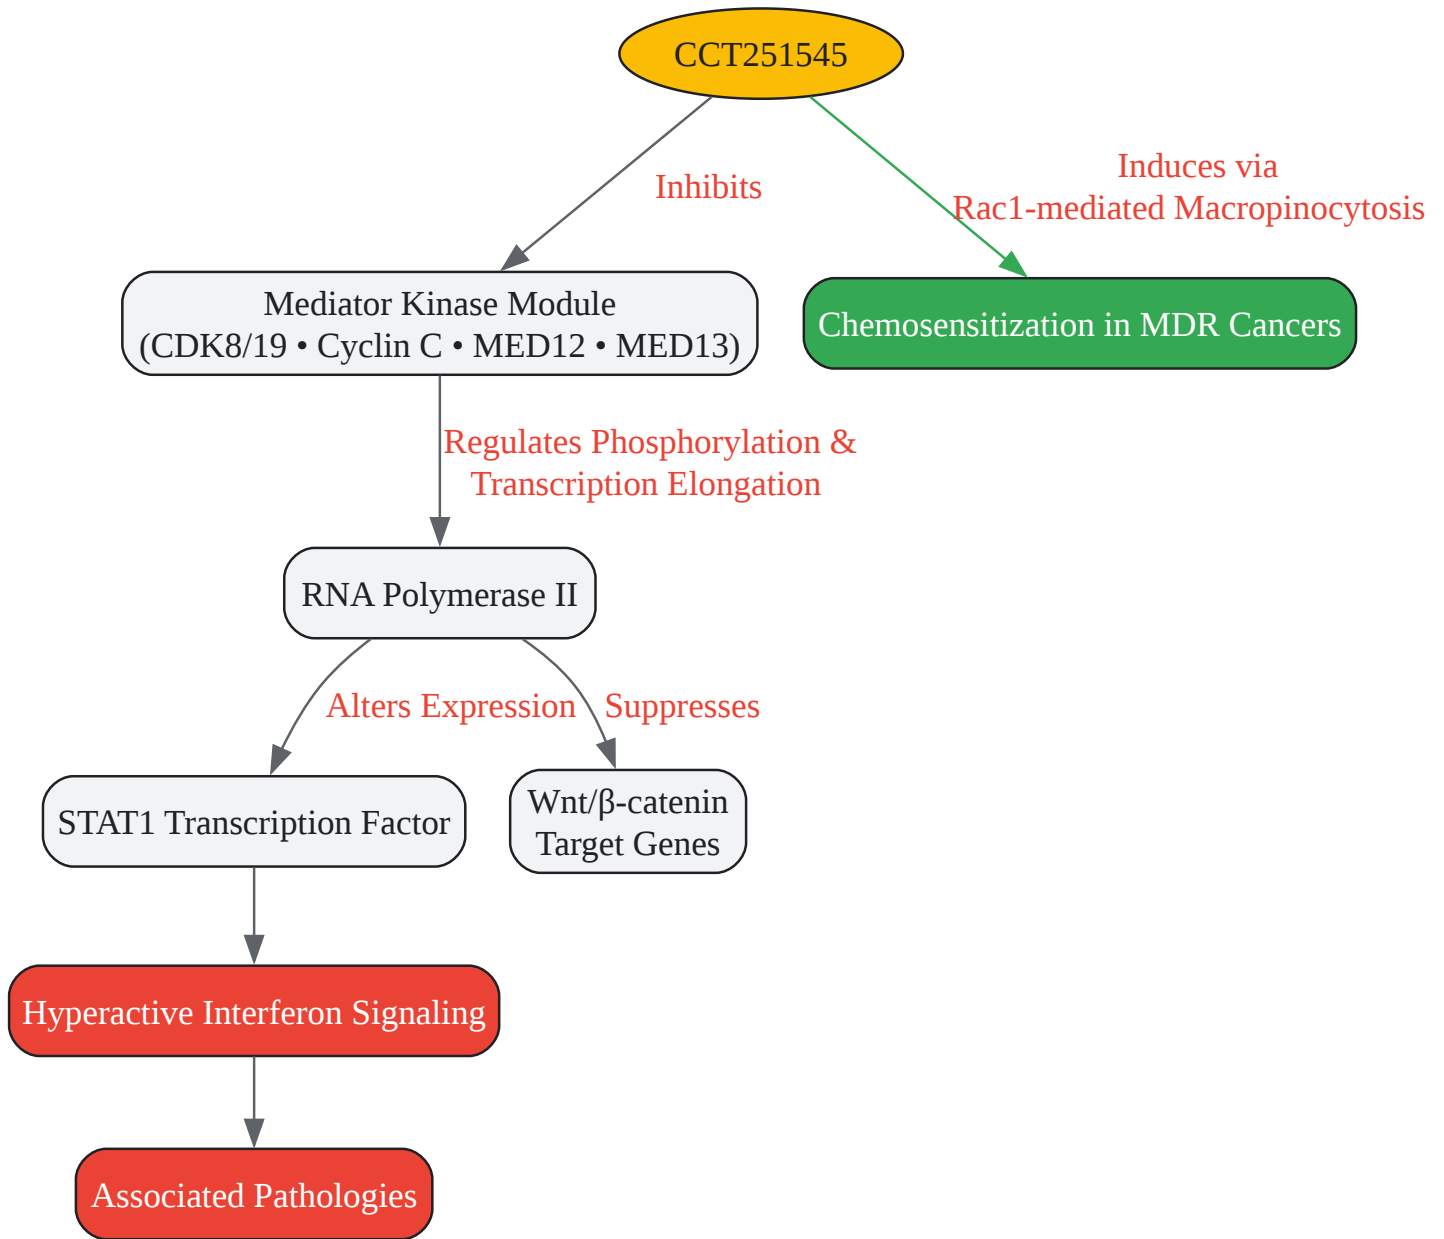 CCT251545
Inhibits
Induces via
Rac1-mediated Macropinocytosis
Mediator Kinase Module
(CDK8/19 • Cyclin C • MED12 • MED13)
Chemosensitization in MDR Cancers
Regulates Phosphorylation &
Transcription Elongation
RNA Polymerase II
Alters Expression
Suppresses
STAT1 Transcription Factor
Wnt/β-catenin
Target Genes
Hyperactive Interferon Signaling
Associated Pathologies